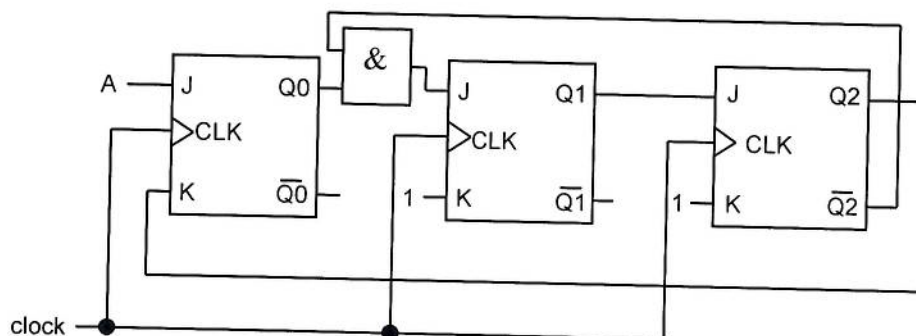 &
A J Q0 J Q1 J Q2
CLK CLK CLK
K Q̅0̅ 1 K Q̅1̅ 1 K Q̅2̅
clock